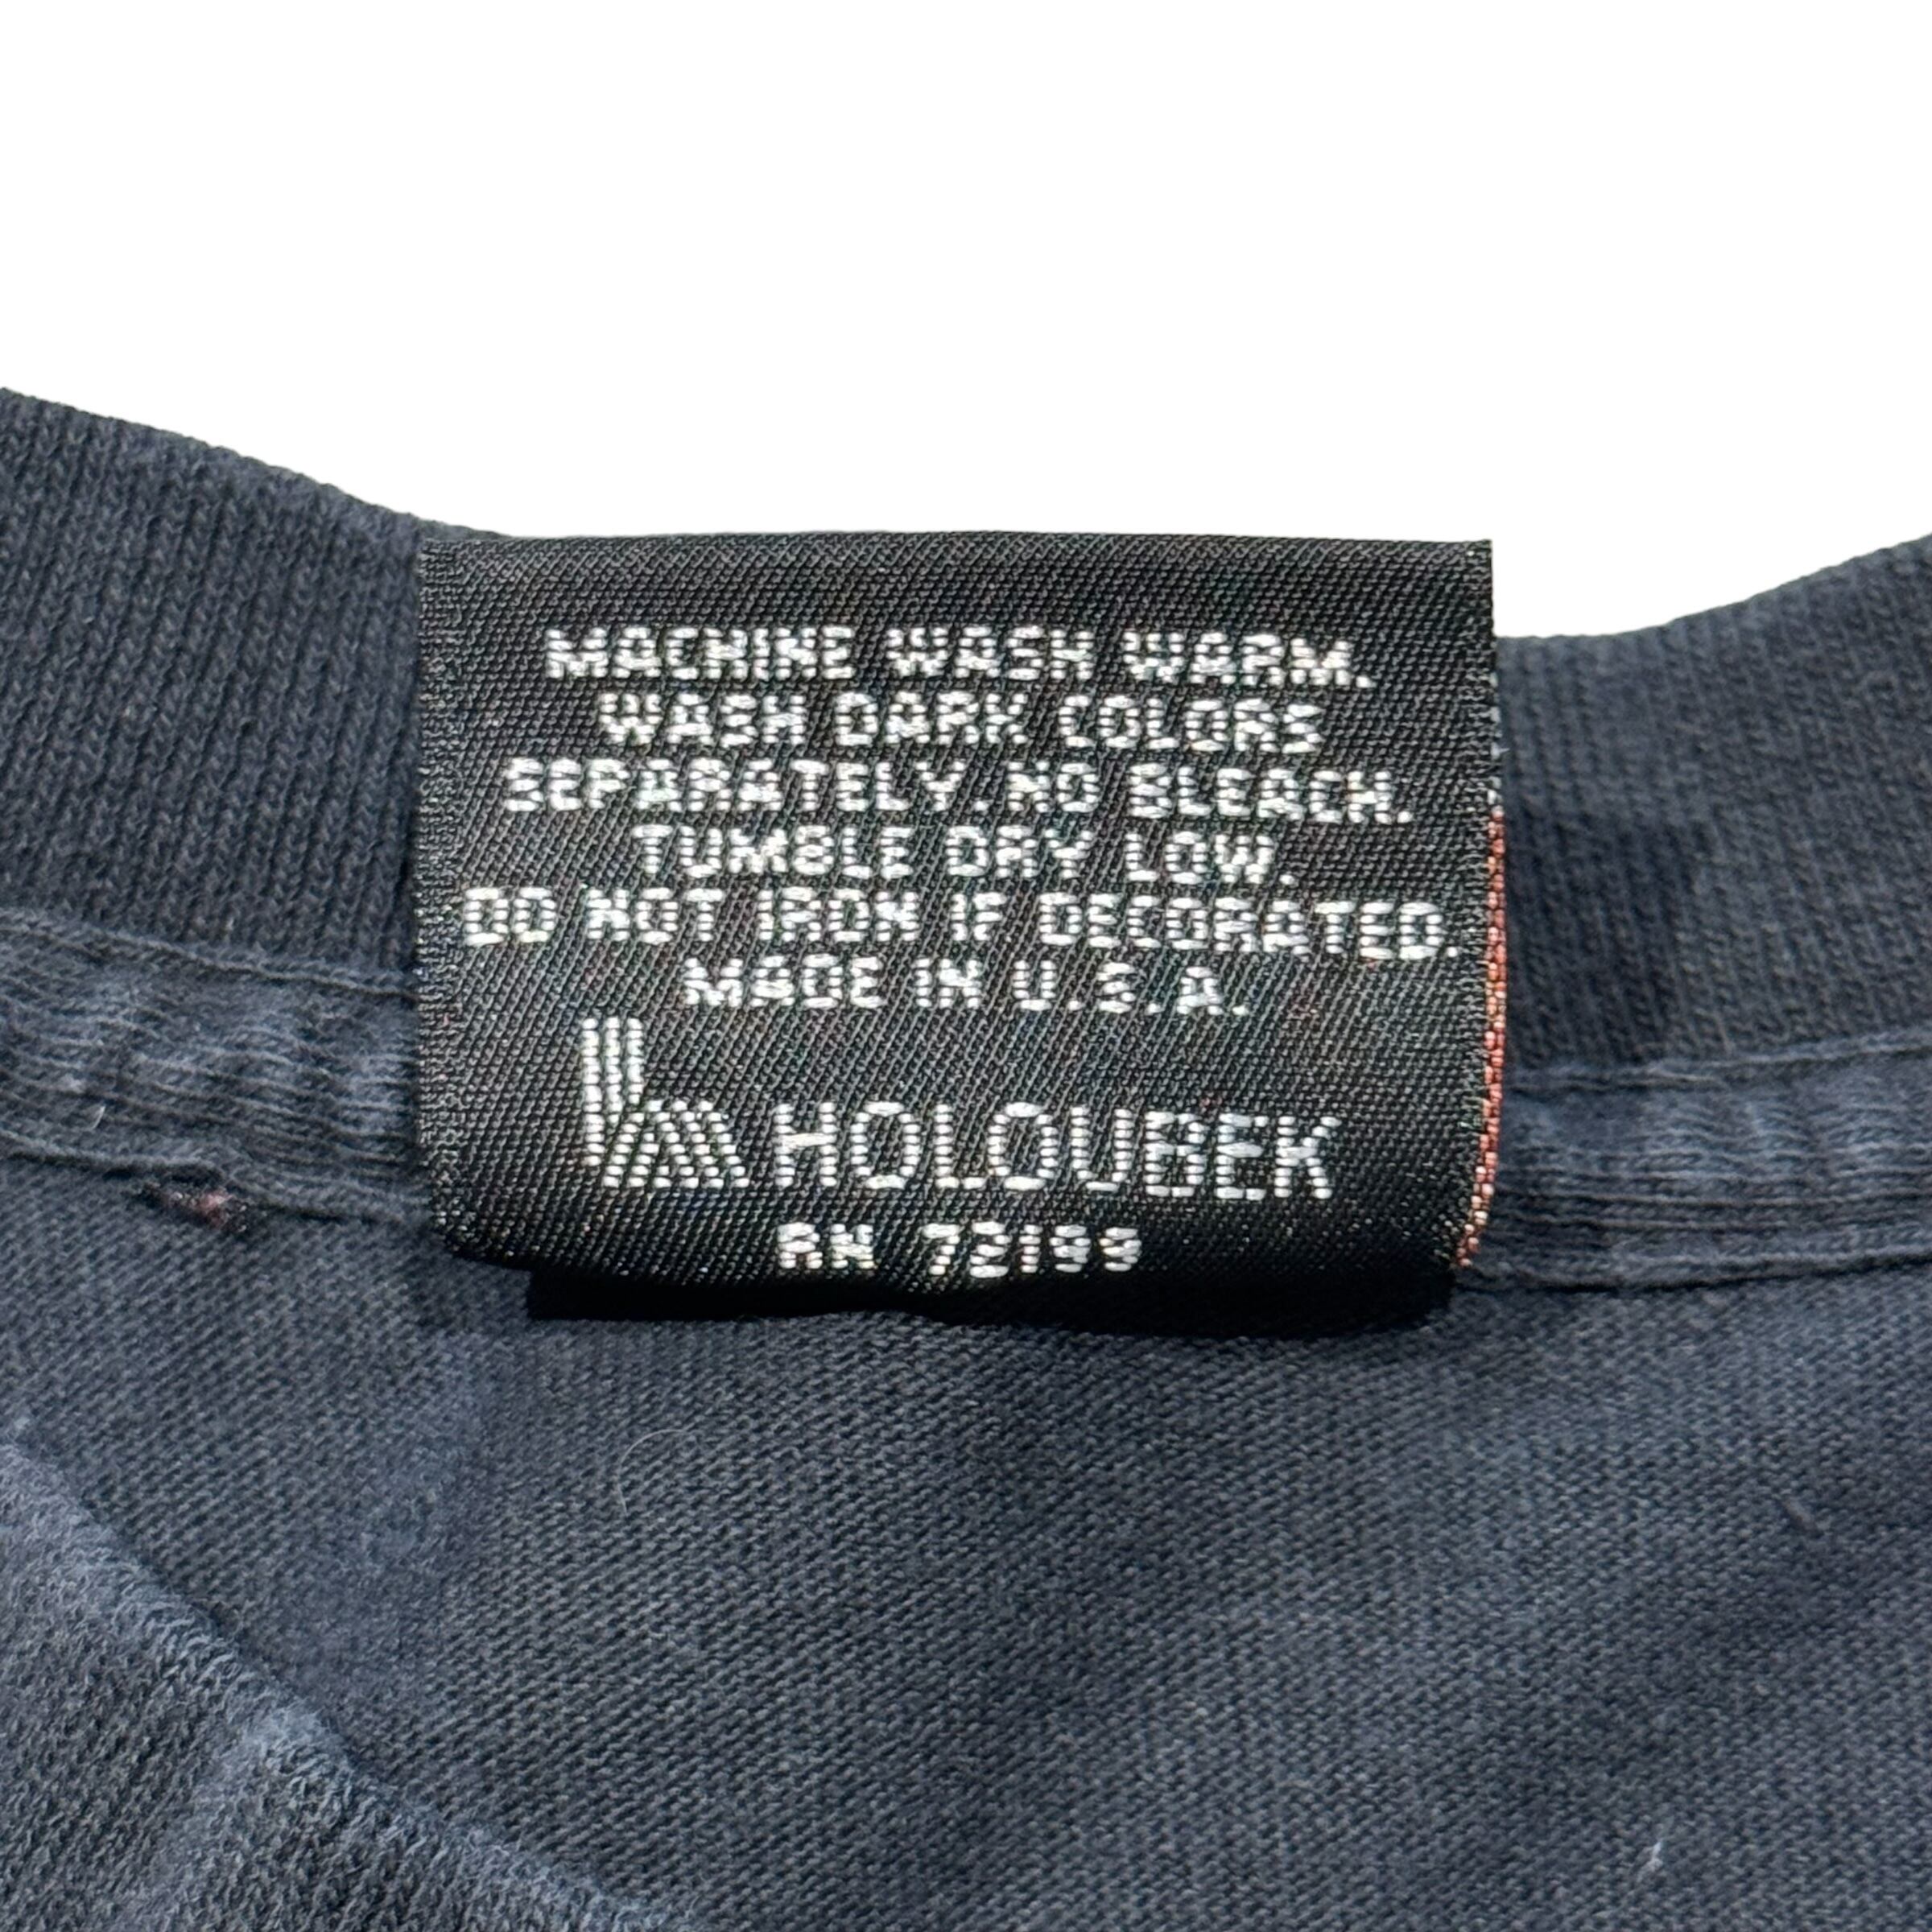 MACHINE WASH WARM.
WASH DARK COLORS
SEPARATELY. NO BLEACH.
TUMBLE DRY LOW.
DO NOT IRON IF DECORATED.
MADE IN U.S.A.
HOLOUBEK
RN 72199